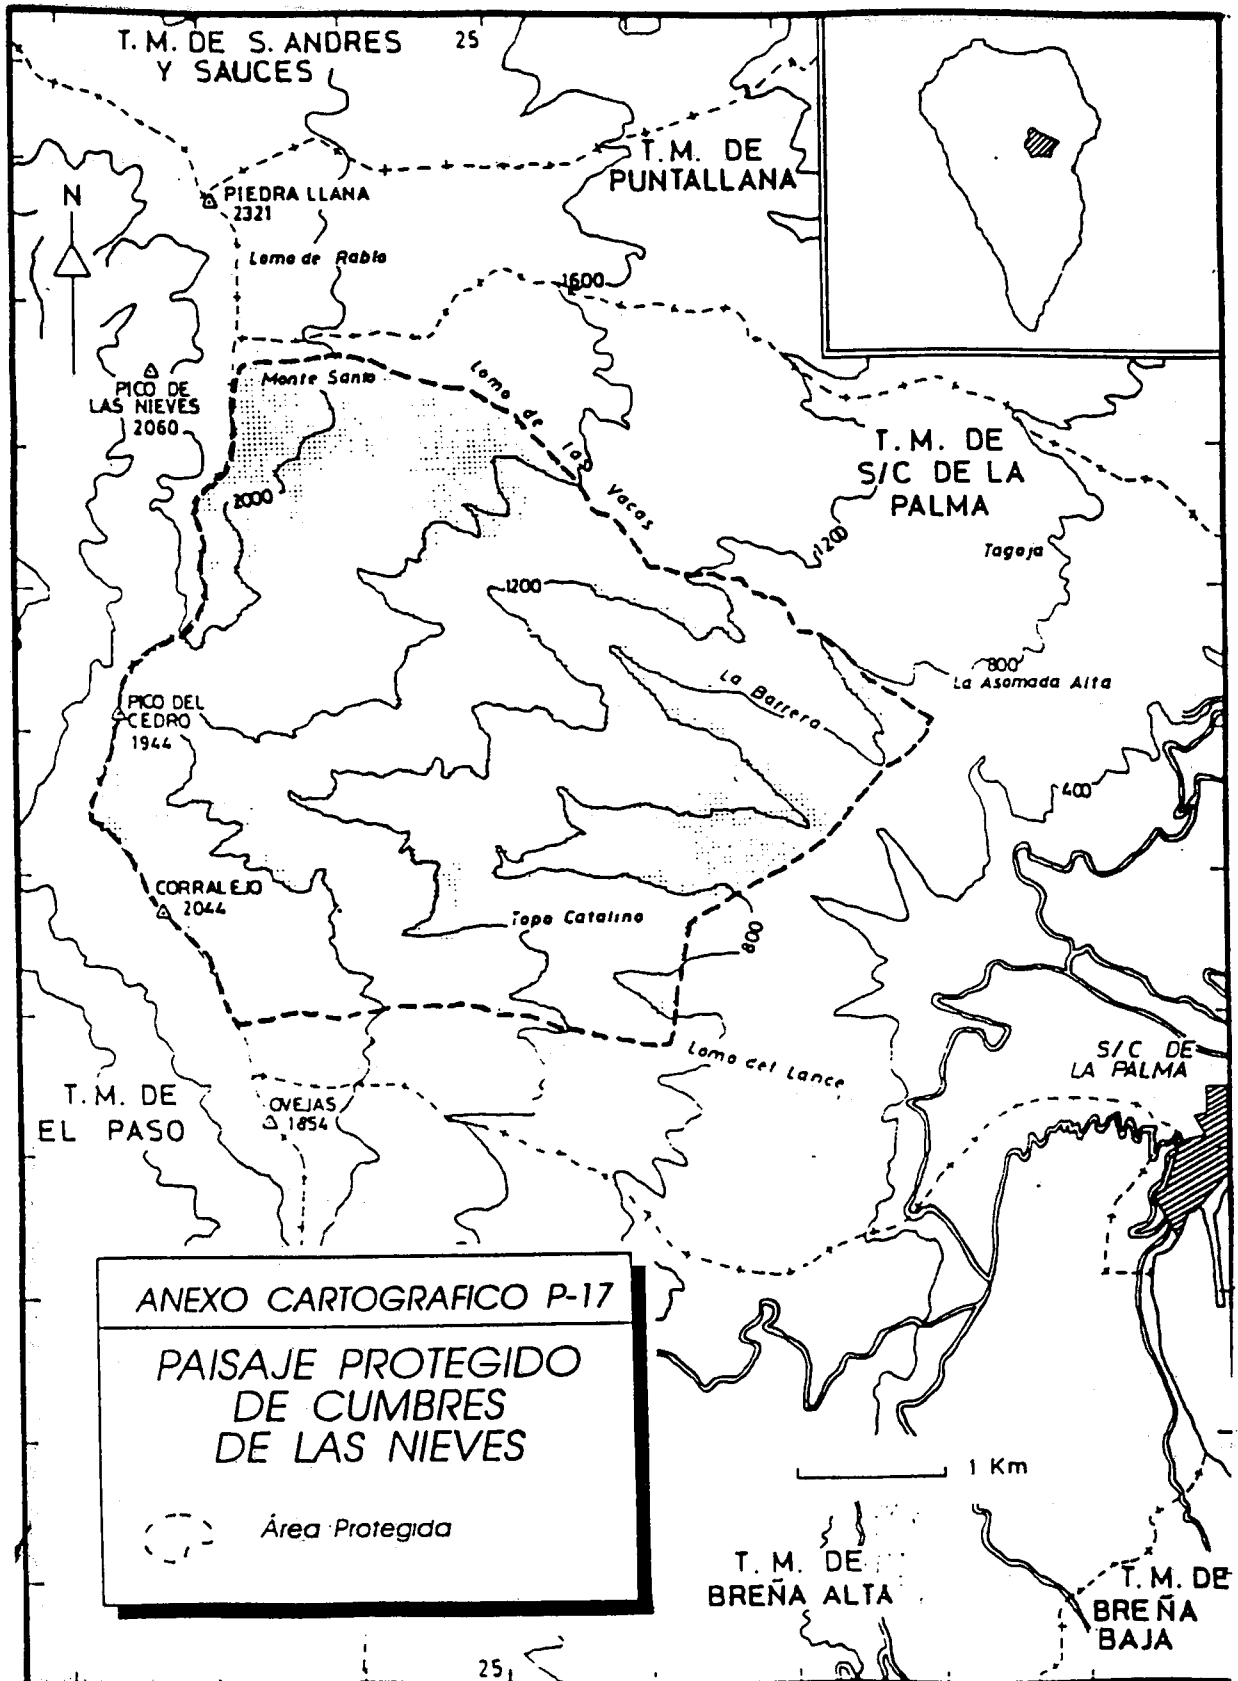 T.M. DE S. ANDRES
Y SAUCES
25
T.M. DE
PUNTALLANA
N
PIEDRA LLANA
2321
Lomo de Rablo
1600
PICO DE
LAS NIEVES
2060
Monte Santo
Lomo de las Vacas
2000
T.M. DE
S/C DE LA
PALMA
1200
Tagoja
1200
800
La Asomada Alta
La Barrera
PICO DEL
CEDRO
1944
400
CORRALEJO
2044
Topo Catalino
800
Lomo del Lance
S/C DE
LA PALMA
T.M. DE
EL PASO
OVEJAS
1854
ANEXO CARTOGRAFICO P-17
PAISAJE PROTEGIDO
DE CUMBRES
DE LAS NIEVES
Área Protegida
1 Km
T. M. DE
BREÑA ALTA
T. M. DE
BREÑA
BAJA
25